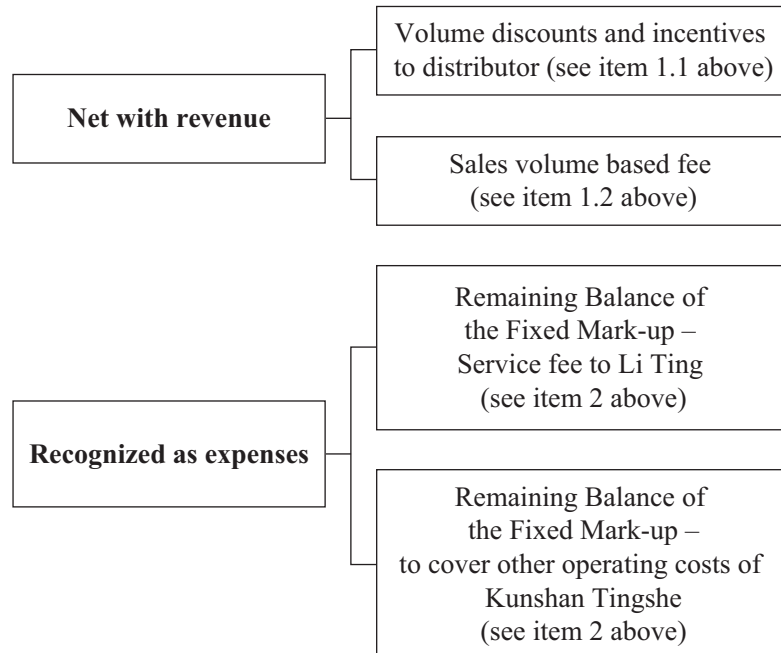 Net with revenue
Volume discounts and incentives
to distributor (see item 1.1 above)
Sales volume based fee
(see item 1.2 above)
Recognized as expenses
Remaining Balance of
the Fixed Mark-up –
Service fee to Li Ting
(see item 2 above)
Remaining Balance of
the Fixed Mark-up –
to cover other operating costs of
Kunshan Tingshe
(see item 2 above)